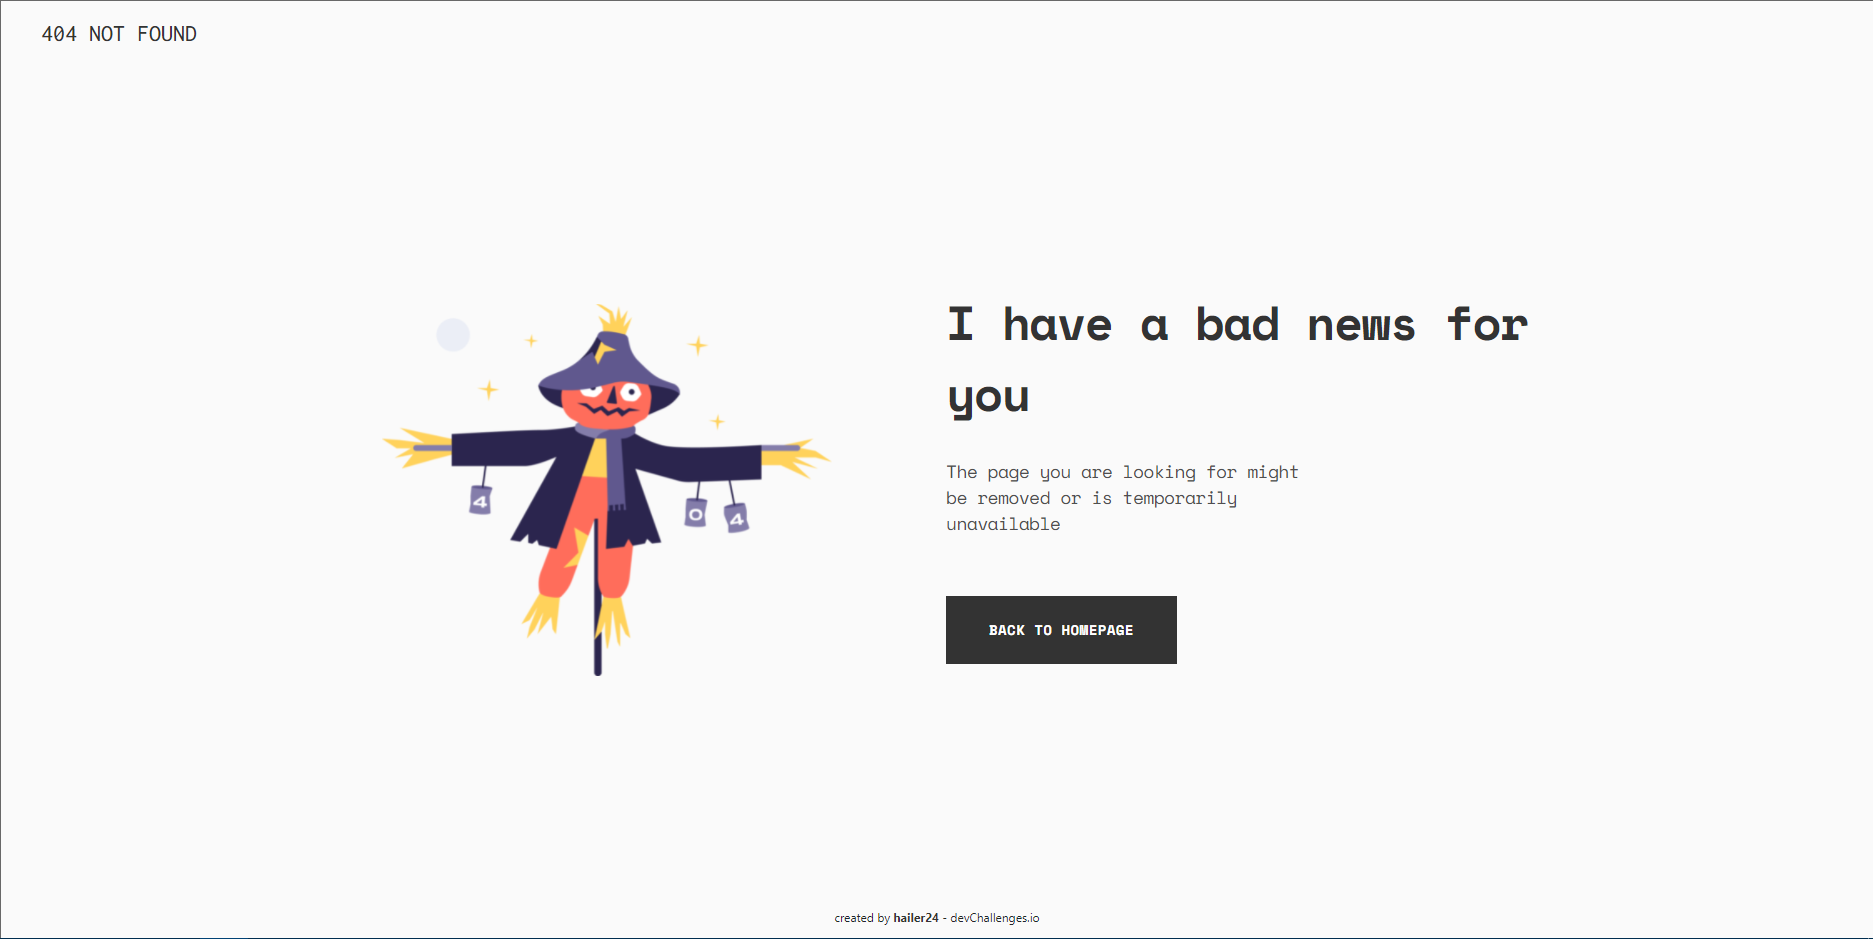 404 NOT FOUND
I have a bad news for
you
The page you are looking for might
be removed or is temporarily
unavailable
BACK TO HOMEPAGE
4
0
4
created by hailer24 - devChallenges.io